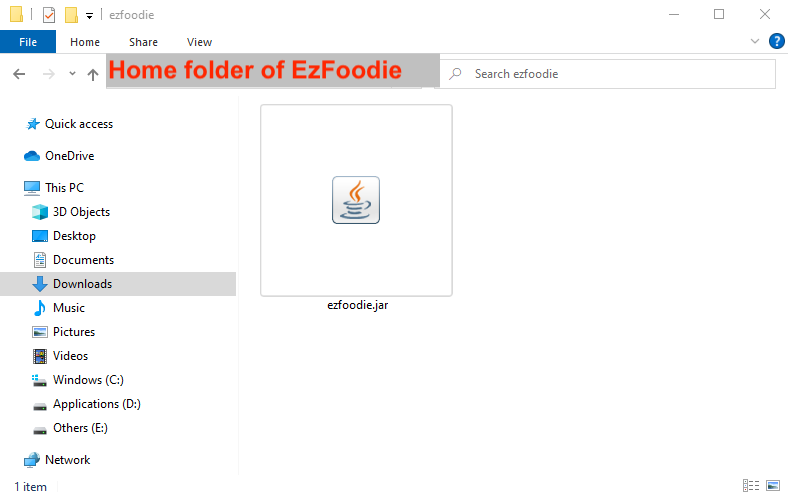 ezfoodie
File
Home
Share
View
Home folder of EzFoodie
Search ezfoodie
Quick access
OneDrive
This PC
3D Objects
Desktop
Documents
Downloads
Music
Pictures
Videos
Windows (C:)
Applications (D:)
Others (E:)
Network
ezfoodie.jar
1 item